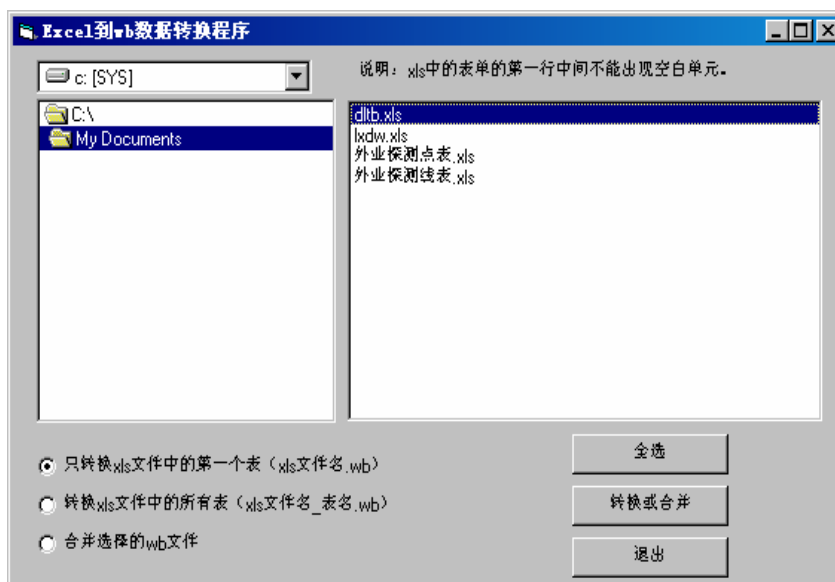 Excel到wb数据转换程序
c: [SYS]
说明：xls中的表单的第一行中间不能出现空白单元。
C:\
My Documents
dltb.xls
lxdw.xls
外业探测点表.xls
外业探测线表.xls
只转换xls文件中的第一个表（xls文件名.wb）
转换xls文件中的所有表（xls文件名_表名.wb）
合并选择的wb文件
全选
转换或合并
退出